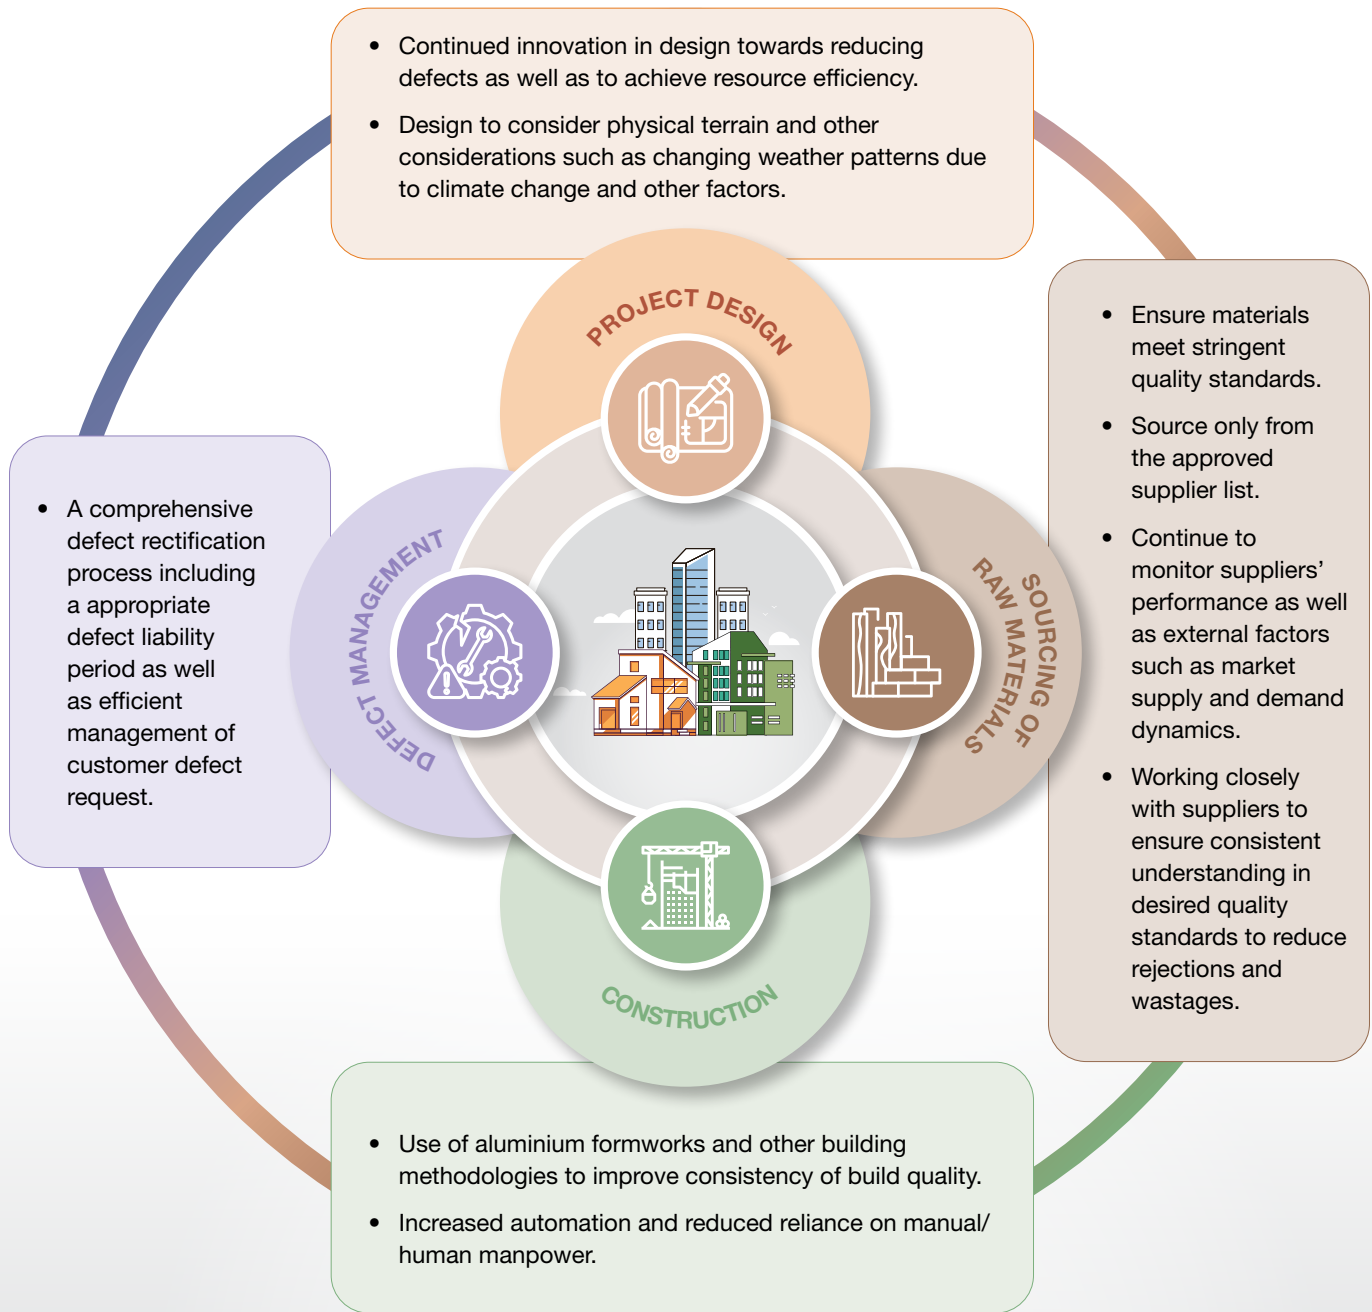 • Continued innovation in design towards reducing
defects as well as to achieve resource efficiency.
• Design to consider physical terrain and other
considerations such as changing weather patterns due
to climate change and other factors.
PROJECT DESIGN
SOURCING OF
RAW MATERIALS
• Ensure materials
meet stringent
quality standards.
• Source only from
the approved
supplier list.
• Continue to
monitor suppliers’
performance as well
as external factors
such as market
supply and demand
dynamics.
• Working closely
with suppliers to
ensure consistent
understanding in
desired quality
standards to reduce
rejections and
wastages.
CONSTRUCTION
• Use of aluminium formworks and other building
methodologies to improve consistency of build quality.
• Increased automation and reduced reliance on manual/
human manpower.
DEFECT MANAGEMENT
• A comprehensive
defect rectification
process including
a appropriate
defect liability
period as well
as efficient
management of
customer defect
request.